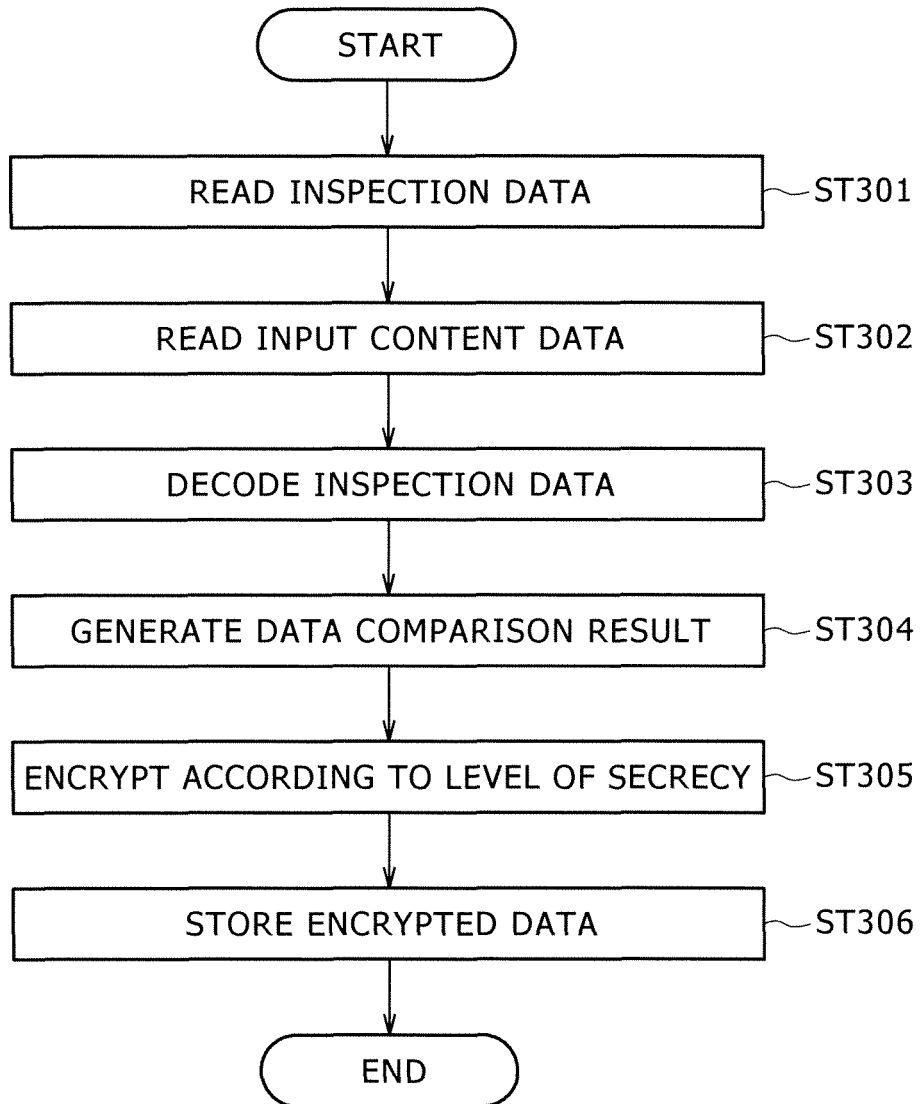 START
READ INSPECTION DATA
ST301
READ INPUT CONTENT DATA
ST302
DECODE INSPECTION DATA
ST303
GENERATE DATA COMPARISON RESULT
ST304
ENCRYPT ACCORDING TO LEVEL OF SECRECY
ST305
STORE ENCRYPTED DATA
ST306
END